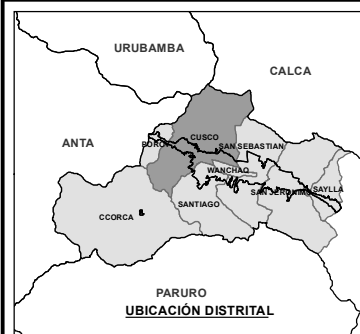 URUBAMBA
CALCA
ANTA
POROY
CUSCO
SAN SEBASTIAN
WANCHAQ
SAN JERONIMO
SAYLLA
SANTIAGO
CCORCA
PARURO
UBICACIÓN DISTRITAL